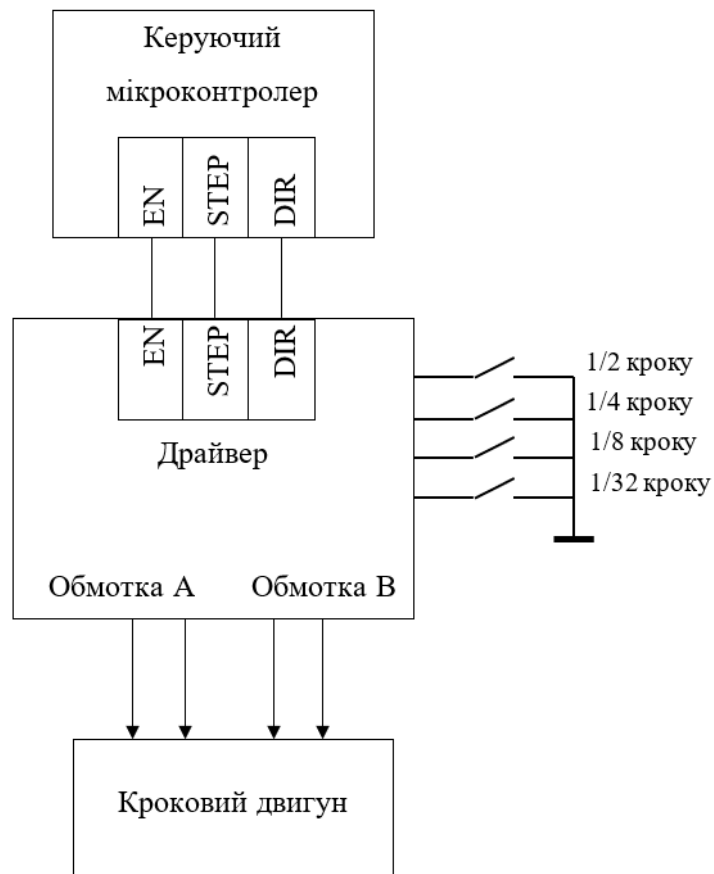 Керуючий
мікроконтролер
EN
STEP
DIR
EN
STEP
DIR
Драйвер
1/2 кроку
1/4 кроку
1/8 кроку
1/32 кроку
Обмотка А
Обмотка В
Кроковий двигун